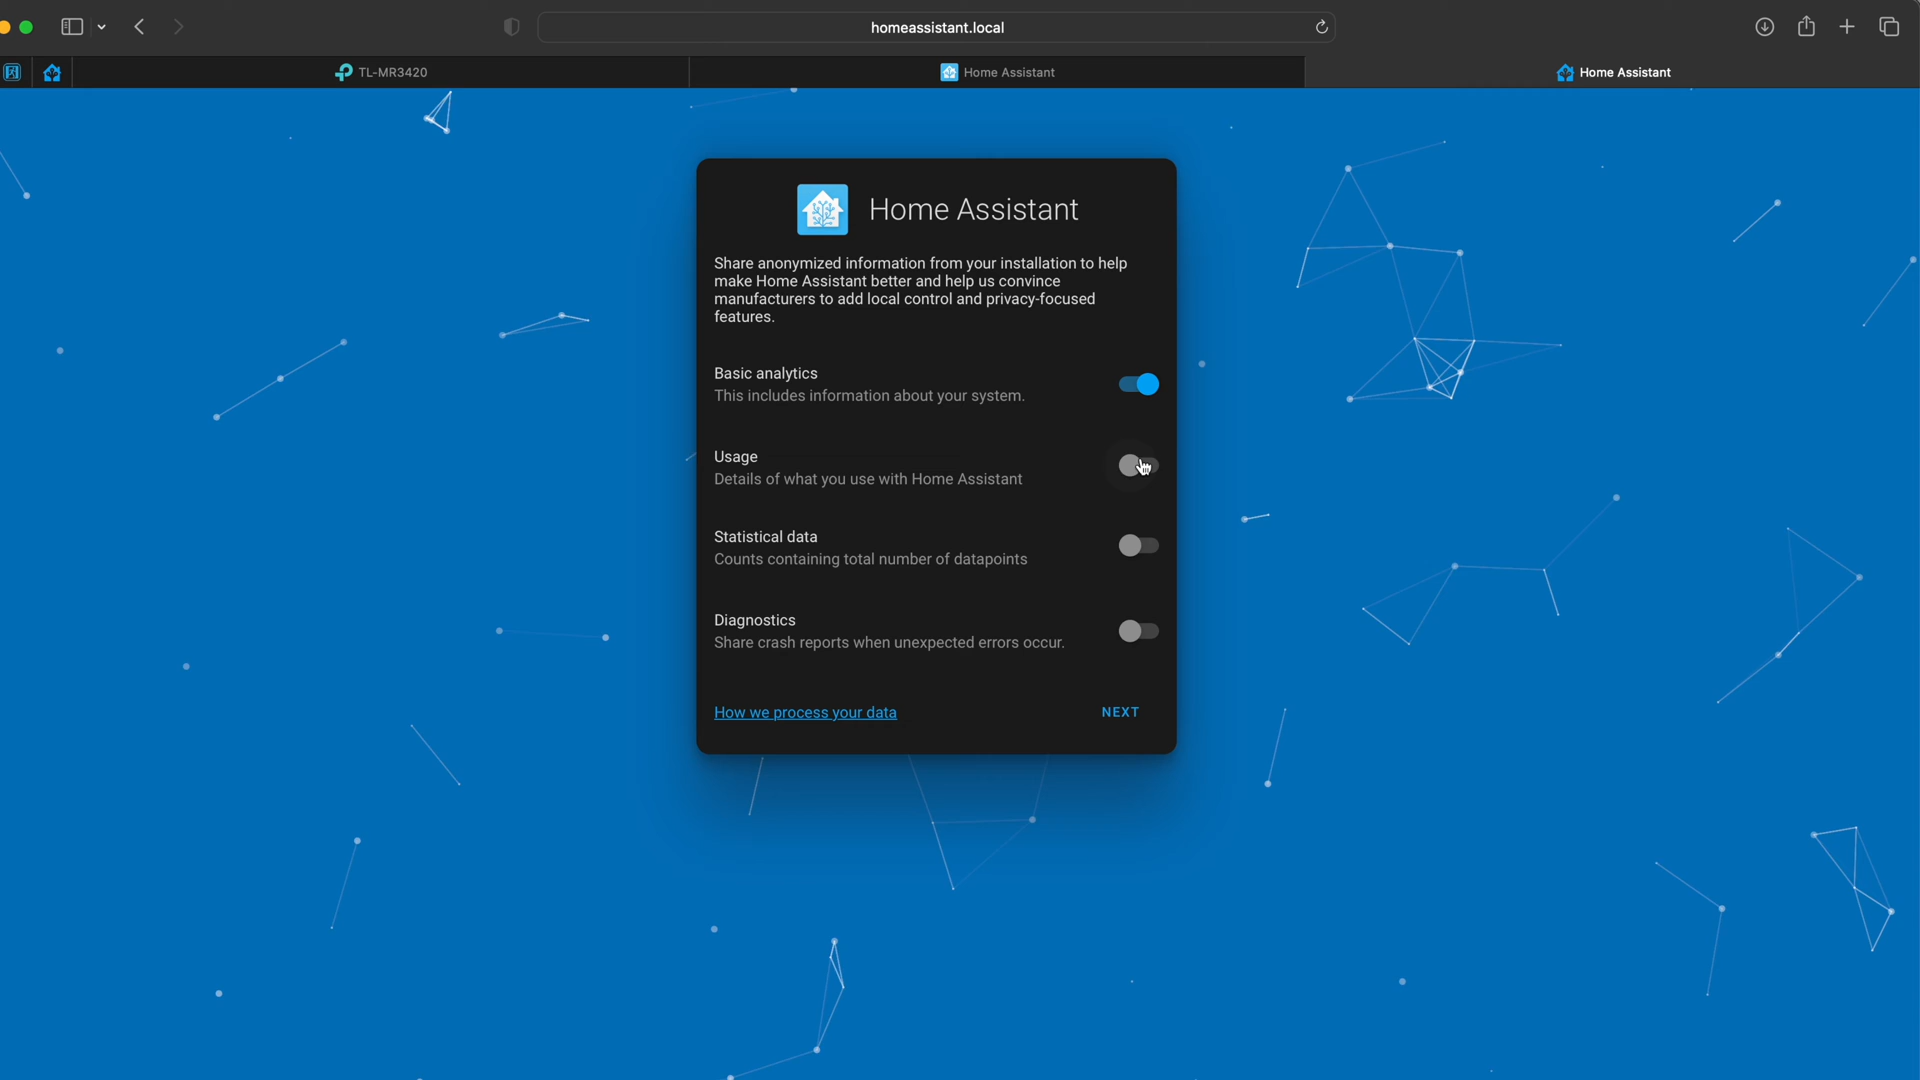 homeassistant.local
TL-MR3420
Home Assistant
Home Assistant
Home Assistant
Share anonymized information from your installation to help
make Home Assistant better and help us convince
manufacturers to add local control and privacy-focused
features.
Basic analytics
This includes information about your system.
Usage
Details of what you use with Home Assistant
Statistical data
Counts containing total number of datapoints
Diagnostics
Share crash reports when unexpected errors occur.
How we process your data
NEXT